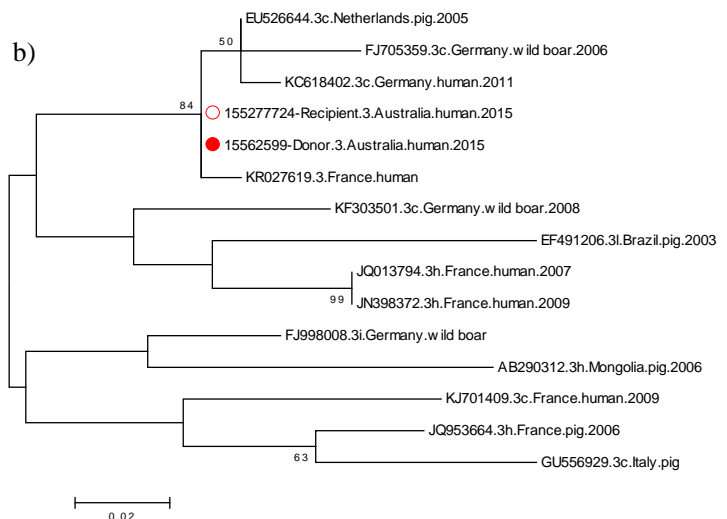 b)
EU526644.3c.Netherlands.pig.2005
50
FJ705359.3c.Germany.wild boar.2006
KC618402.3c.Germany.human.2011
84
155277724-Recipient.3.Australia.human.2015
15562599-Donor.3.Australia.human.2015
KR027619.3.France.human
KF303501.3c.Germany.wild boar.2008
EF491206.3l.Brazil.pig.2003
JQ013794.3h.France.human.2007
99
JN398372.3h.France.human.2009
FJ998008.3i.Germany.wild boar
AB290312.3h.Mongolia.pig.2006
KJ701409.3c.France.human.2009
JQ953664.3h.France.pig.2006
63
GU556929.3c.Italy.pig
0.02